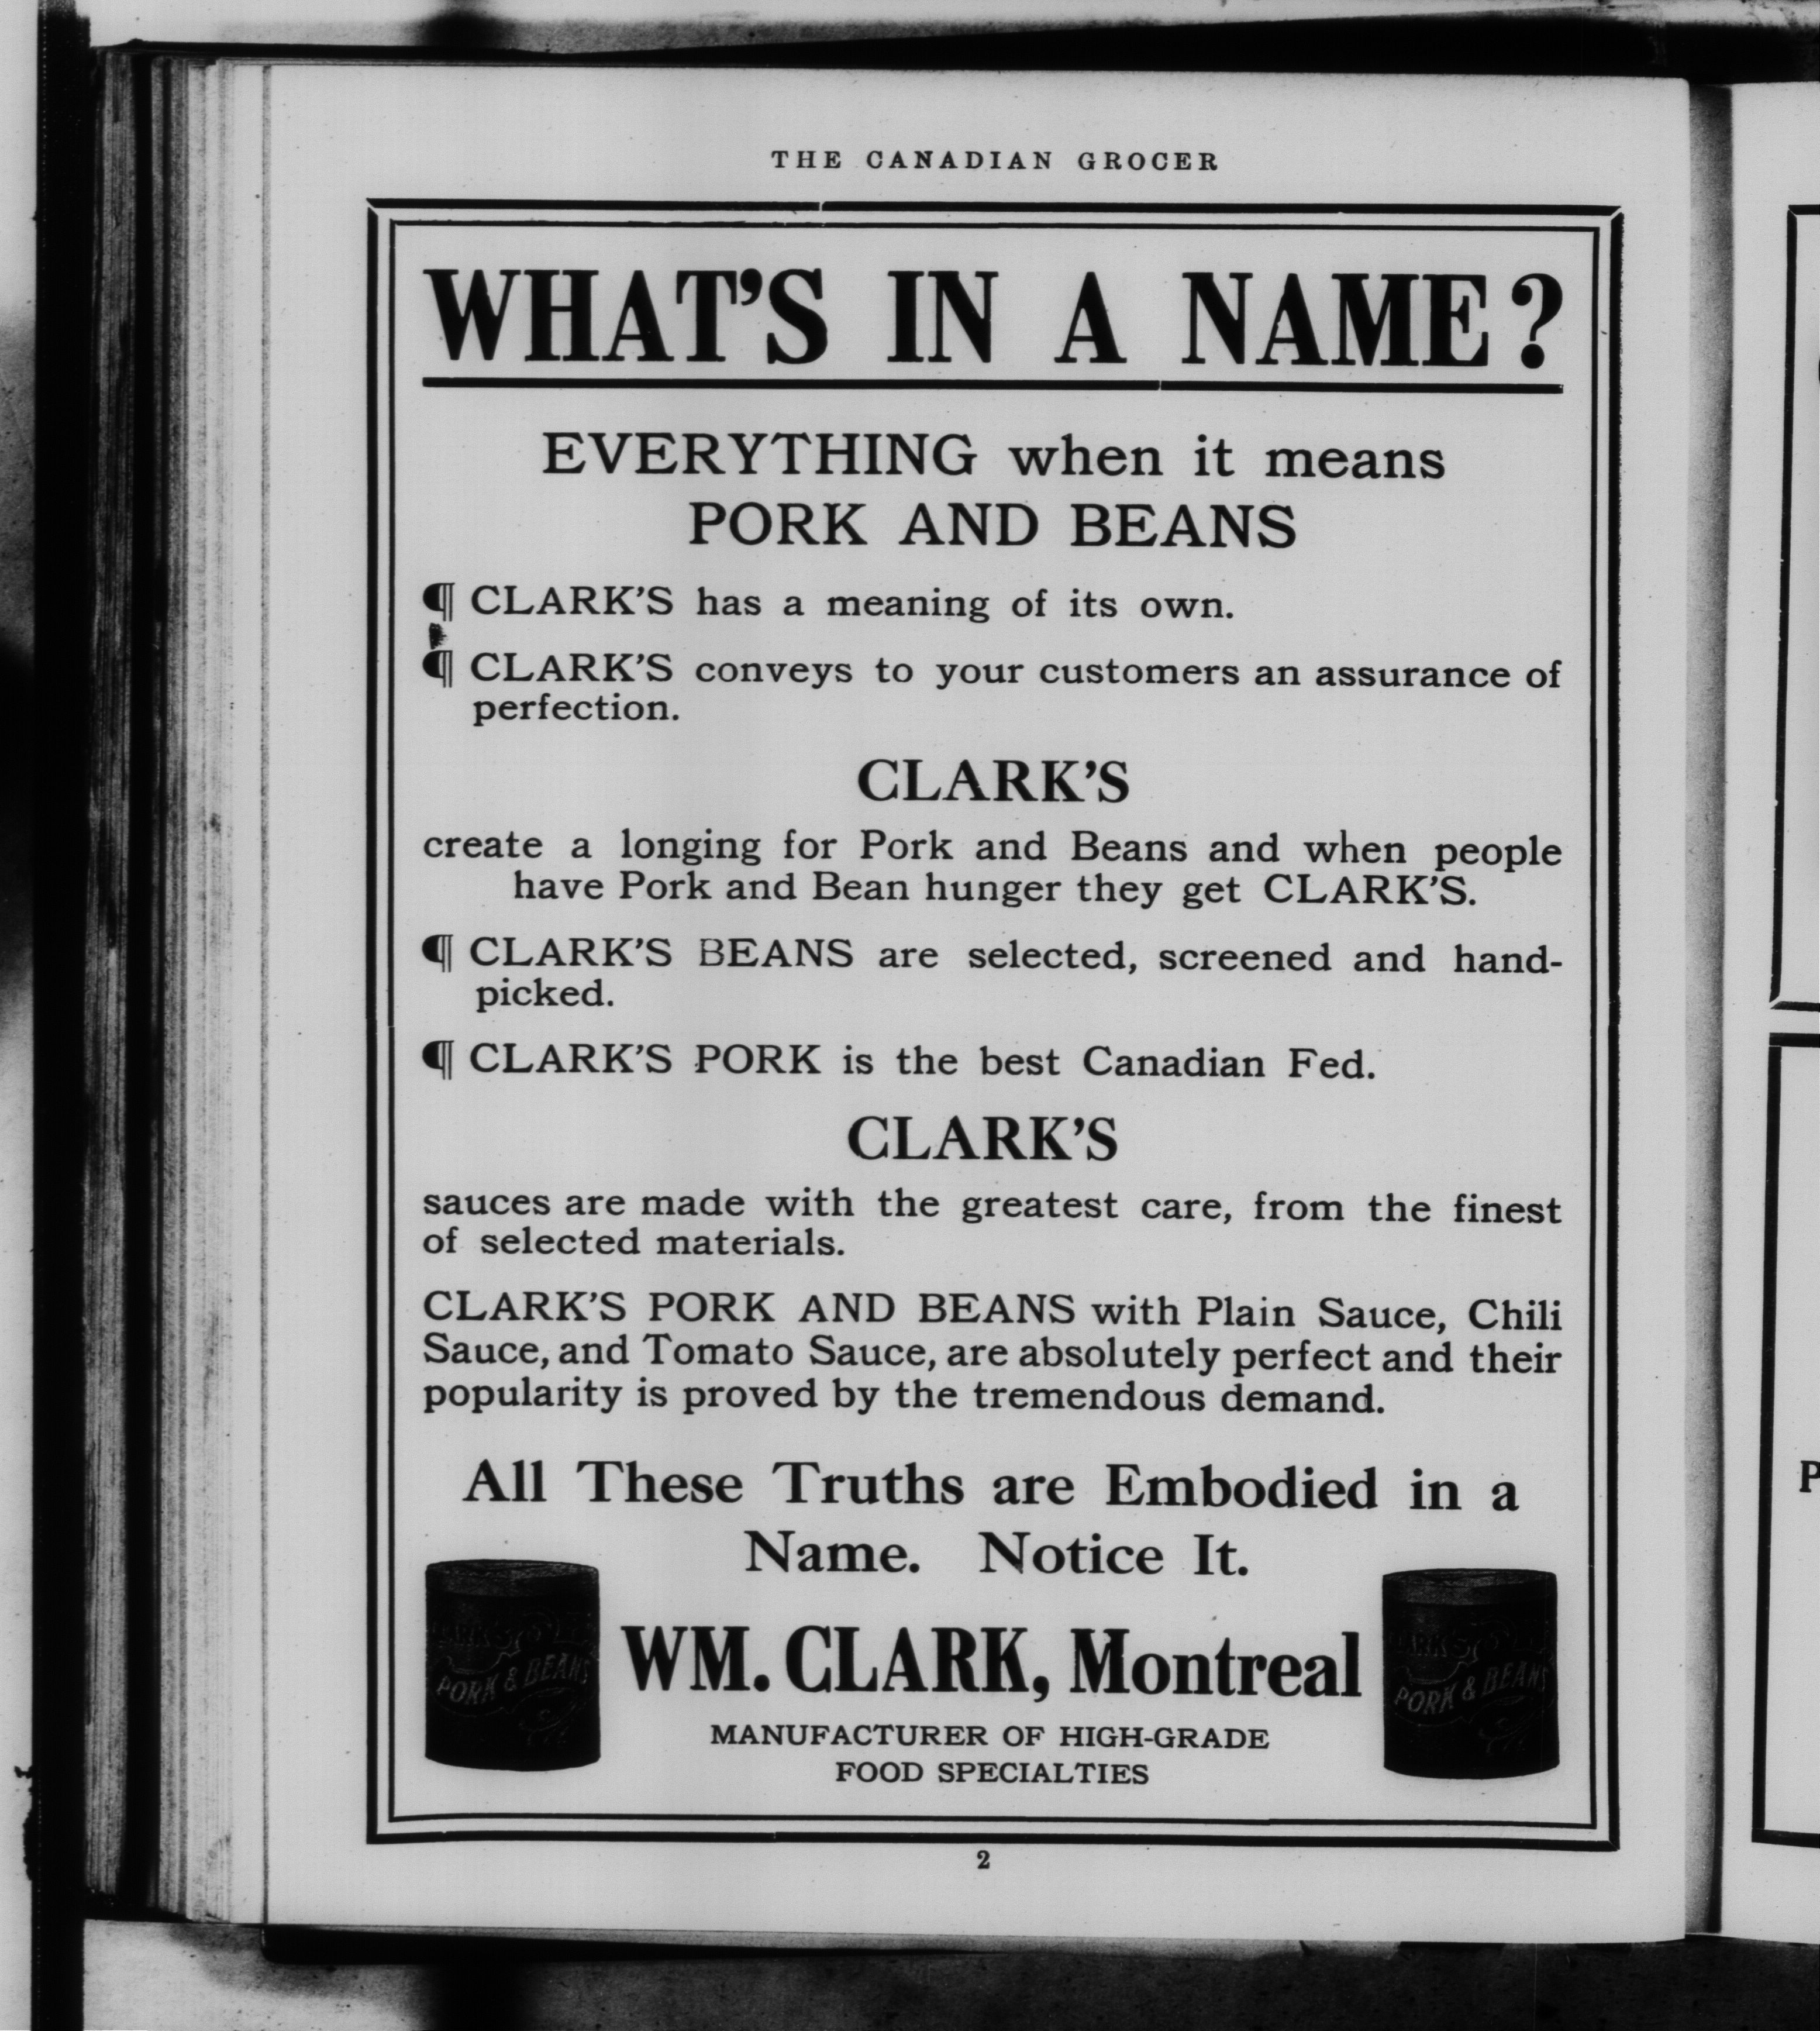 THE CANADIAN GROCER
WHAT'S IN A NAME?
EVERYTHING when it means
PORK AND BEANS
¶ CLARK'S has a meaning of its own.
¶ CLARK'S conveys to your customers an assurance of
perfection.
CLARK'S
create a longing for Pork and Beans and when people
have Pork and Bean hunger they get CLARK'S.
¶ CLARK'S BEANS are selected, screened and hand-
picked.
¶ CLARK'S PORK is the best Canadian Fed.
CLARK'S
sauces are made with the greatest care, from the finest
of selected materials.
CLARK'S PORK AND BEANS with Plain Sauce, Chili
Sauce, and Tomato Sauce, are absolutely perfect and their
popularity is proved by the tremendous demand.
All These Truths are Embodied in a
Name. Notice It.
PORK & BEANS
WM. CLARK, Montreal
PORK & BEANS
MANUFACTURER OF HIGH-GRADE
FOOD SPECIALTIES
2
P